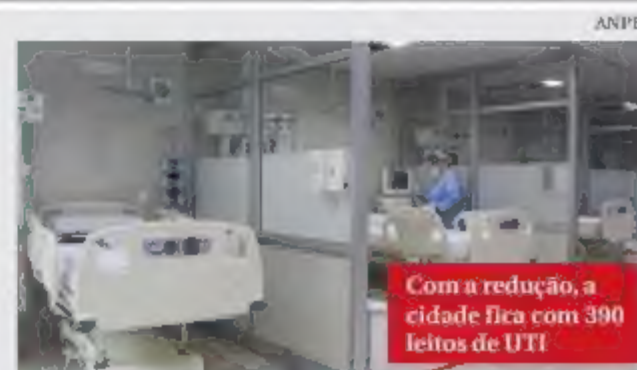 ANPR
Com a redução, a
cidade fica com 390
leitos de UTI